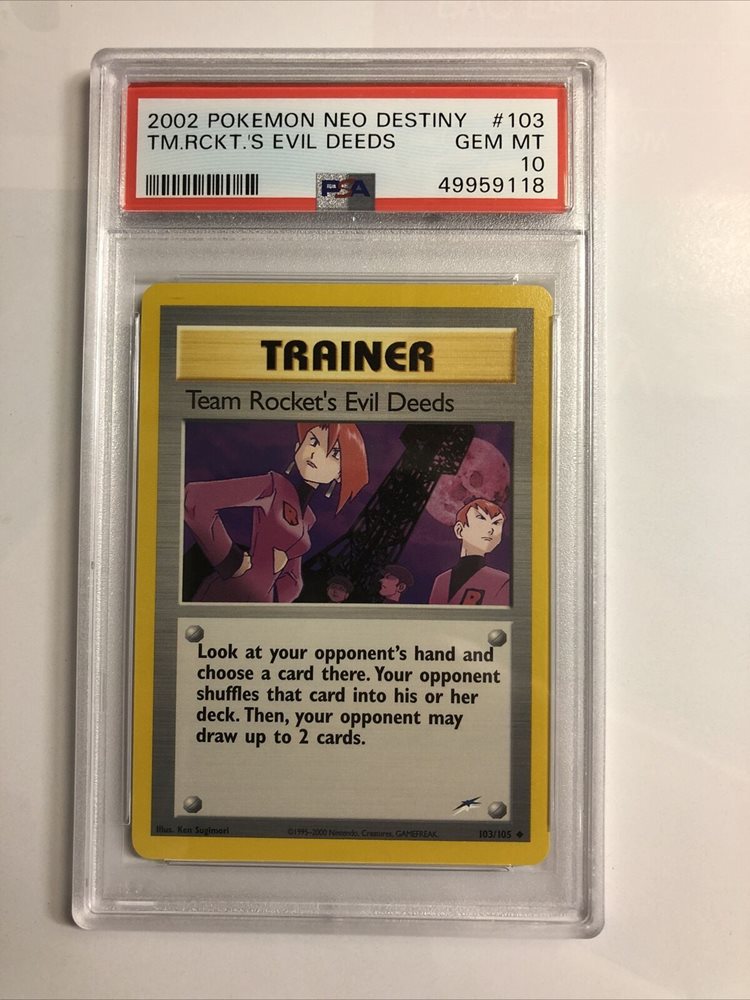 2002 POKEMON NEO DESTINY #103
TM.RCKT.'S EVIL DEEDS GEM MT
10
PSA
49959118
TRAINER
Team Rocket's Evil Deeds
R
R
Look at your opponent's hand and
choose a card there. Your opponent
shuffles that card into his or her
deck. Then, your opponent may
draw up to 2 cards.
Illus. Ken Sugimori ©1995-2000 Nintendo, Creatures, GAMEFREAK. 103/105